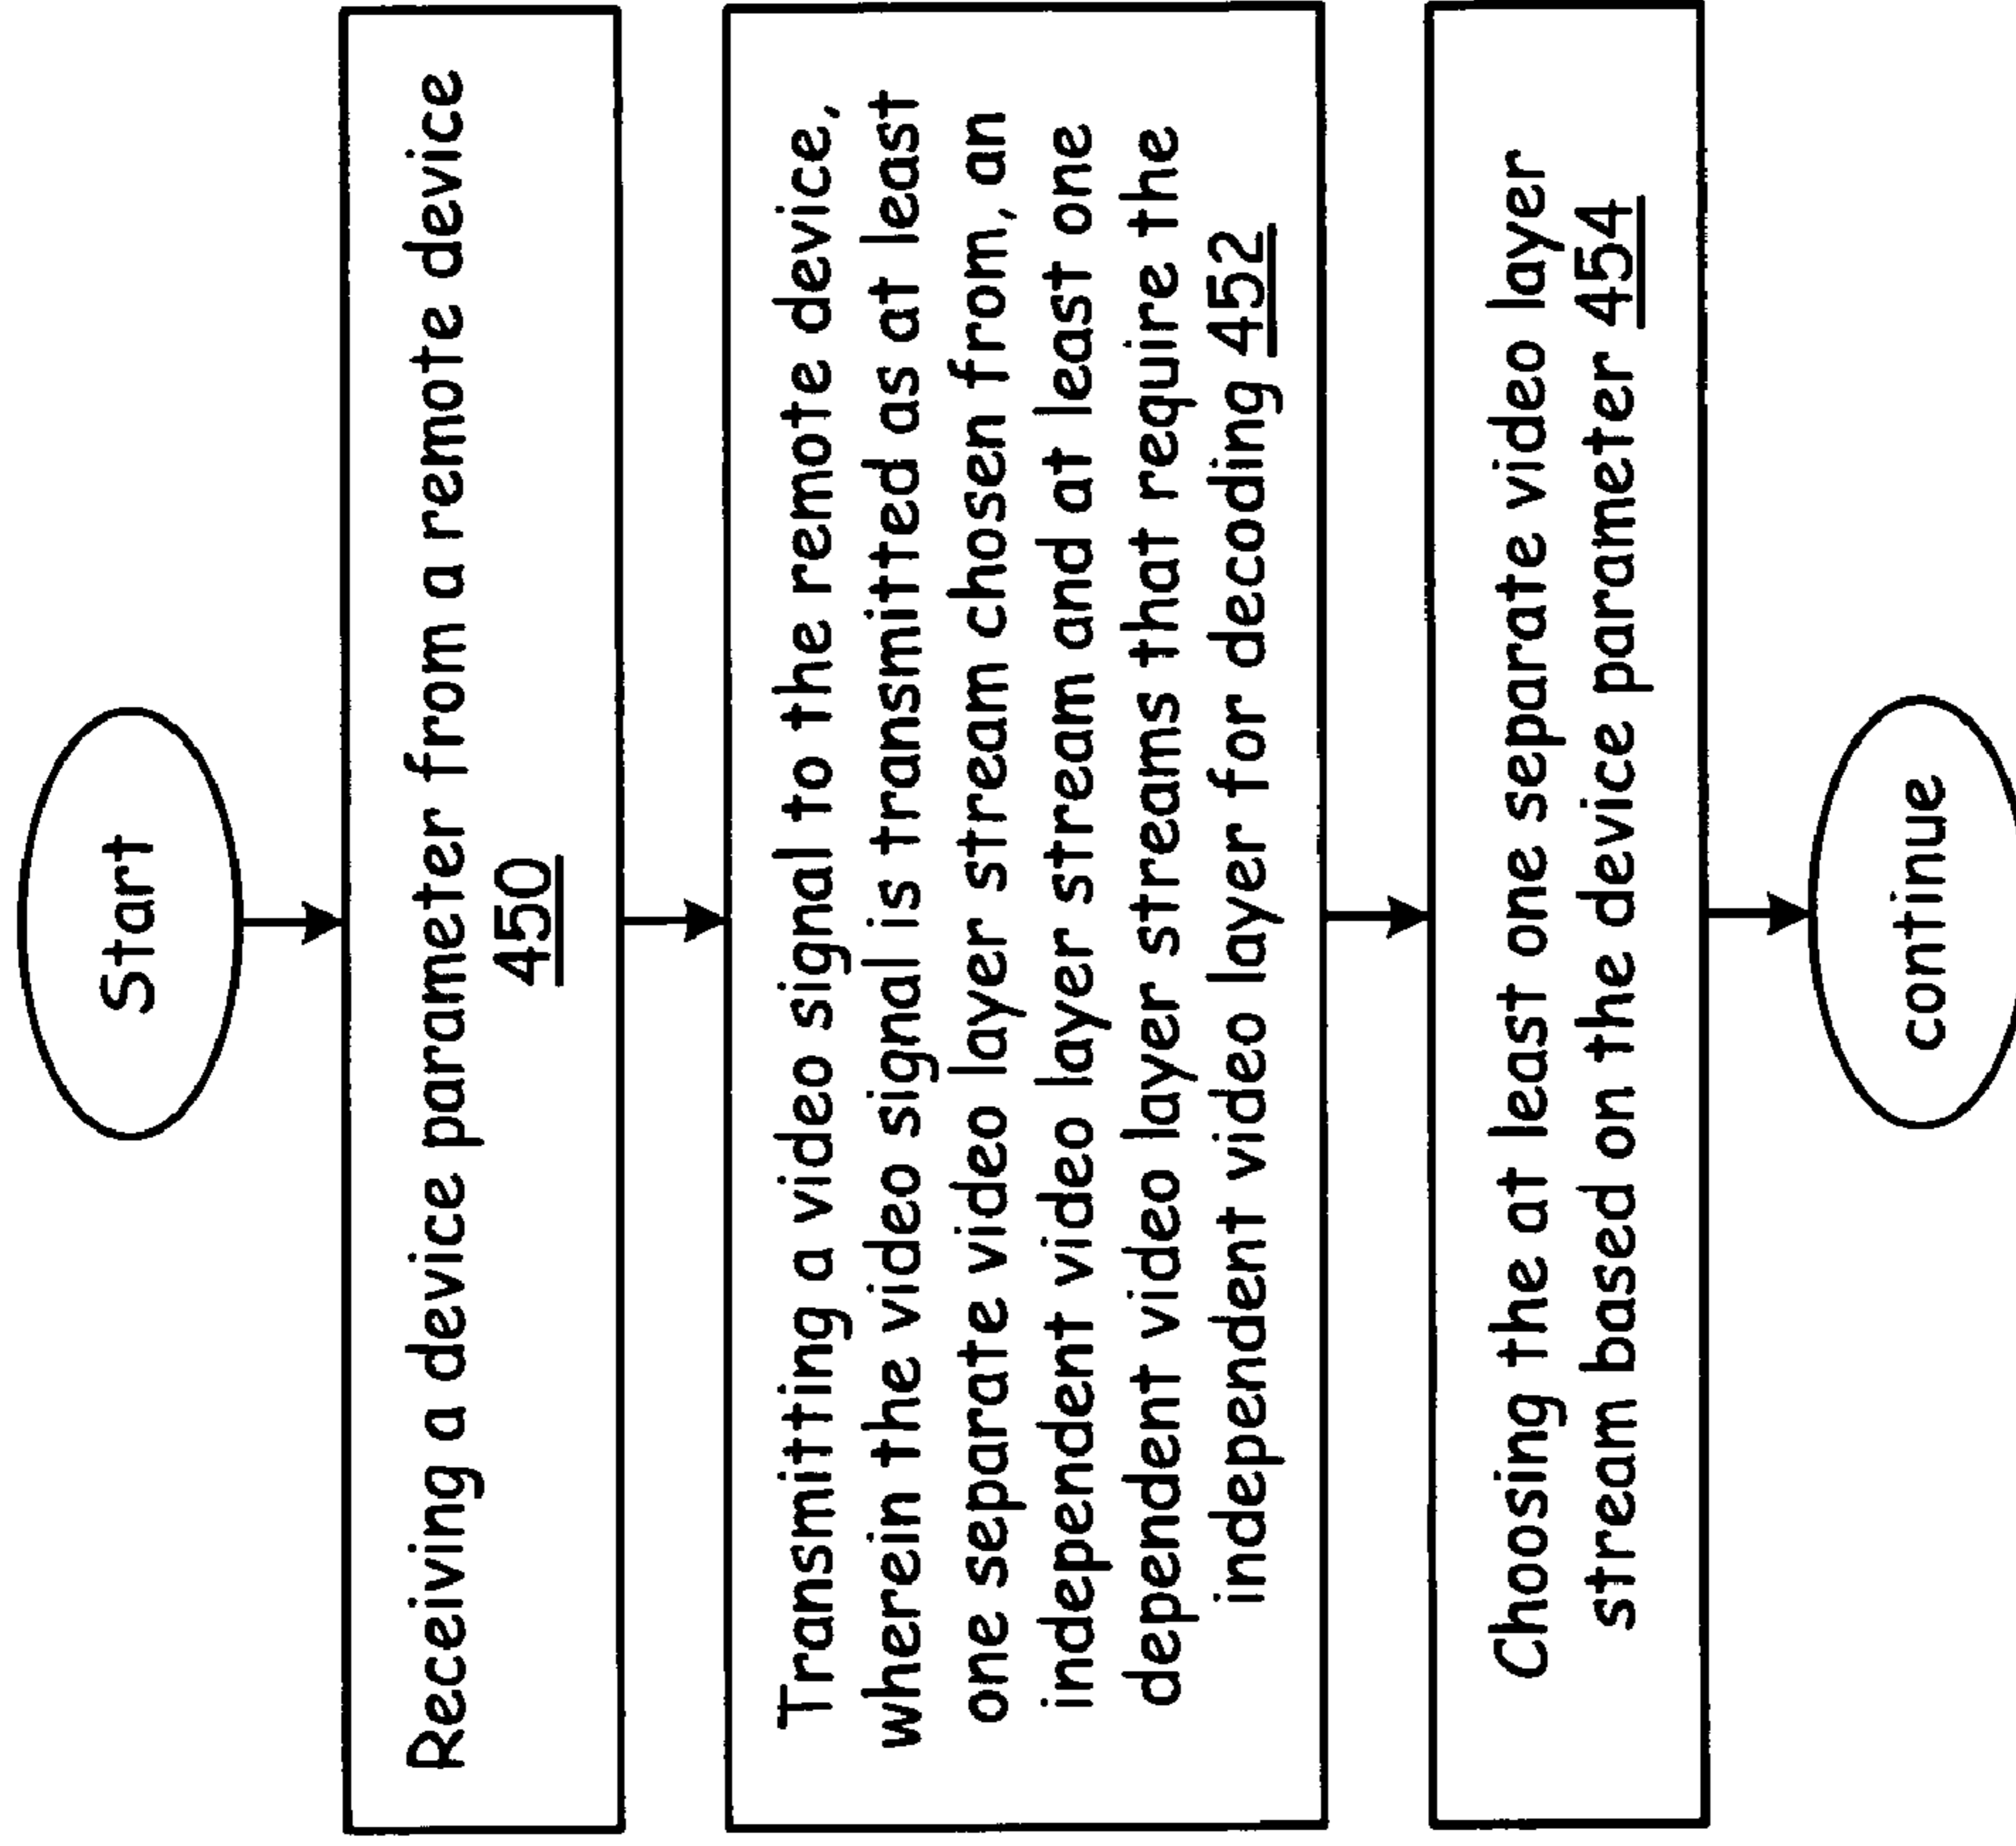 Start
Receiving a device parameter from a remote device
450
Transmitting a video signal to the remote device,
wherein the video signal is transmitted as at least
one separate video layer stream chosen from, an
independent video layer stream and at least one
dependent video layer streams that require the
independent video layer for decoding 452
Choosing the at least one separate video layer
stream based on the device parameter 454
continue